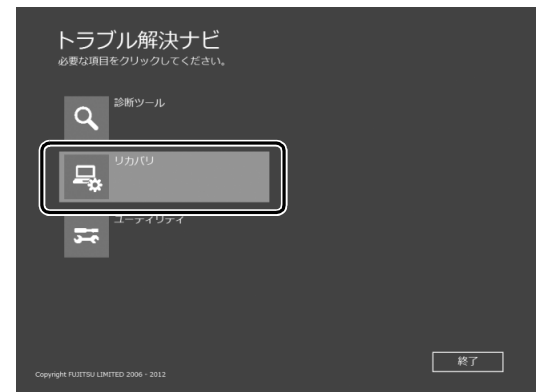 トラブル解決ナビ
必要な項目をクリックしてください。
診断ツール
リカバリ
ユーティリティ
終了
Copyright FUJITSU LIMITED 2006 - 2012